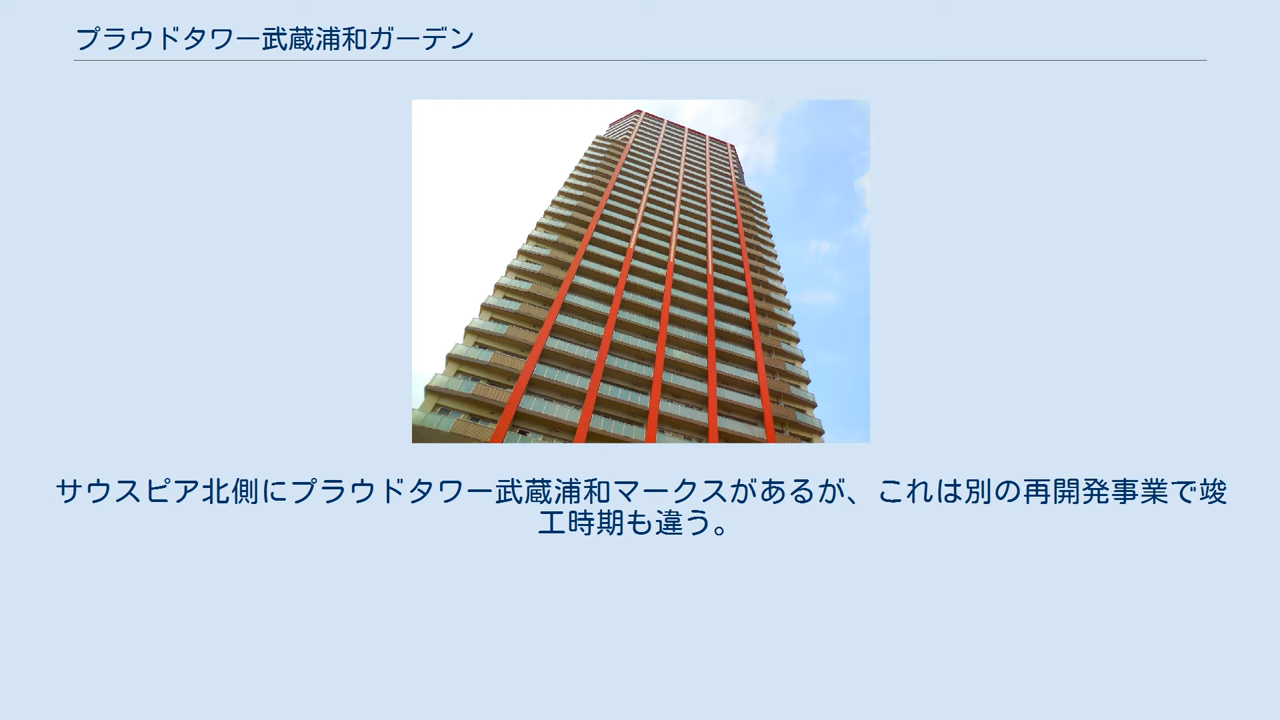 プラウドタワー武蔵浦和ガーデン
サウスピア北側にプラウドタワー武蔵浦和マークスがあるが、これは別の再開発事業で竣
工時期も違う。